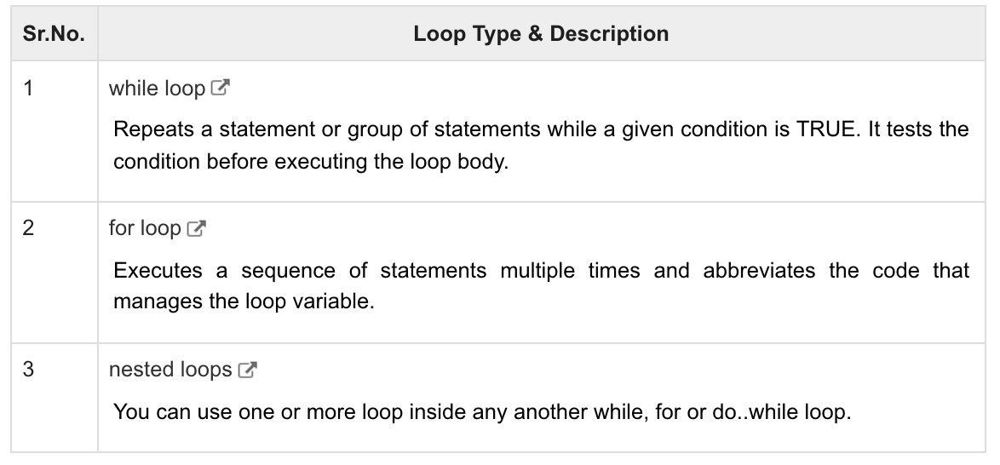 Sr.No. Loop Type & Description
1 while loop
Repeats a statement or group of statements while a given condition is TRUE. It tests the
condition before executing the loop body.
2 for loop
Executes a sequence of statements multiple times and abbreviates the code that
manages the loop variable.
3 nested loops
You can use one or more loop inside any another while, for or do..while loop.